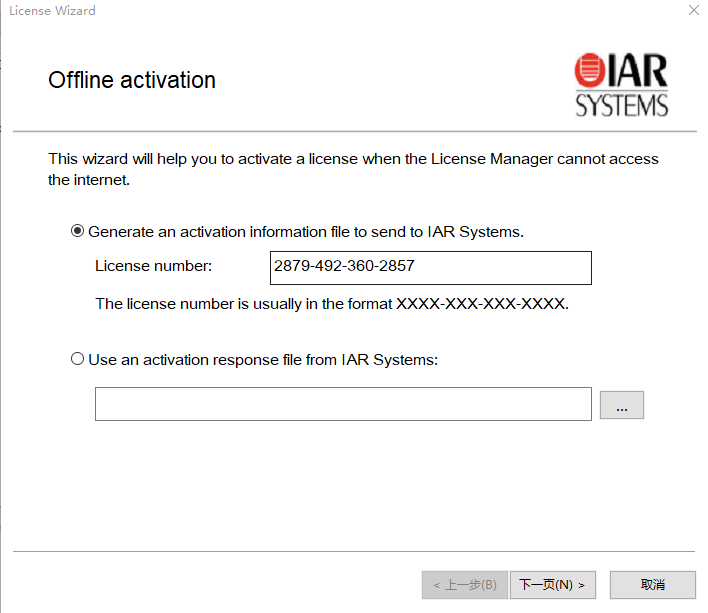 License Wizard
Offline activation
IAR
SYSTEMS
This wizard will help you to activate a license when the License Manager cannot access
the internet.
Generate an activation information file to send to IAR Systems.
License number: 2879-492-360-2857
The license number is usually in the format XXXX-XXX-XXX-XXXX.
Use an activation response file from IAR Systems:
...
< 上一步(B) 下一页(N) > 取消